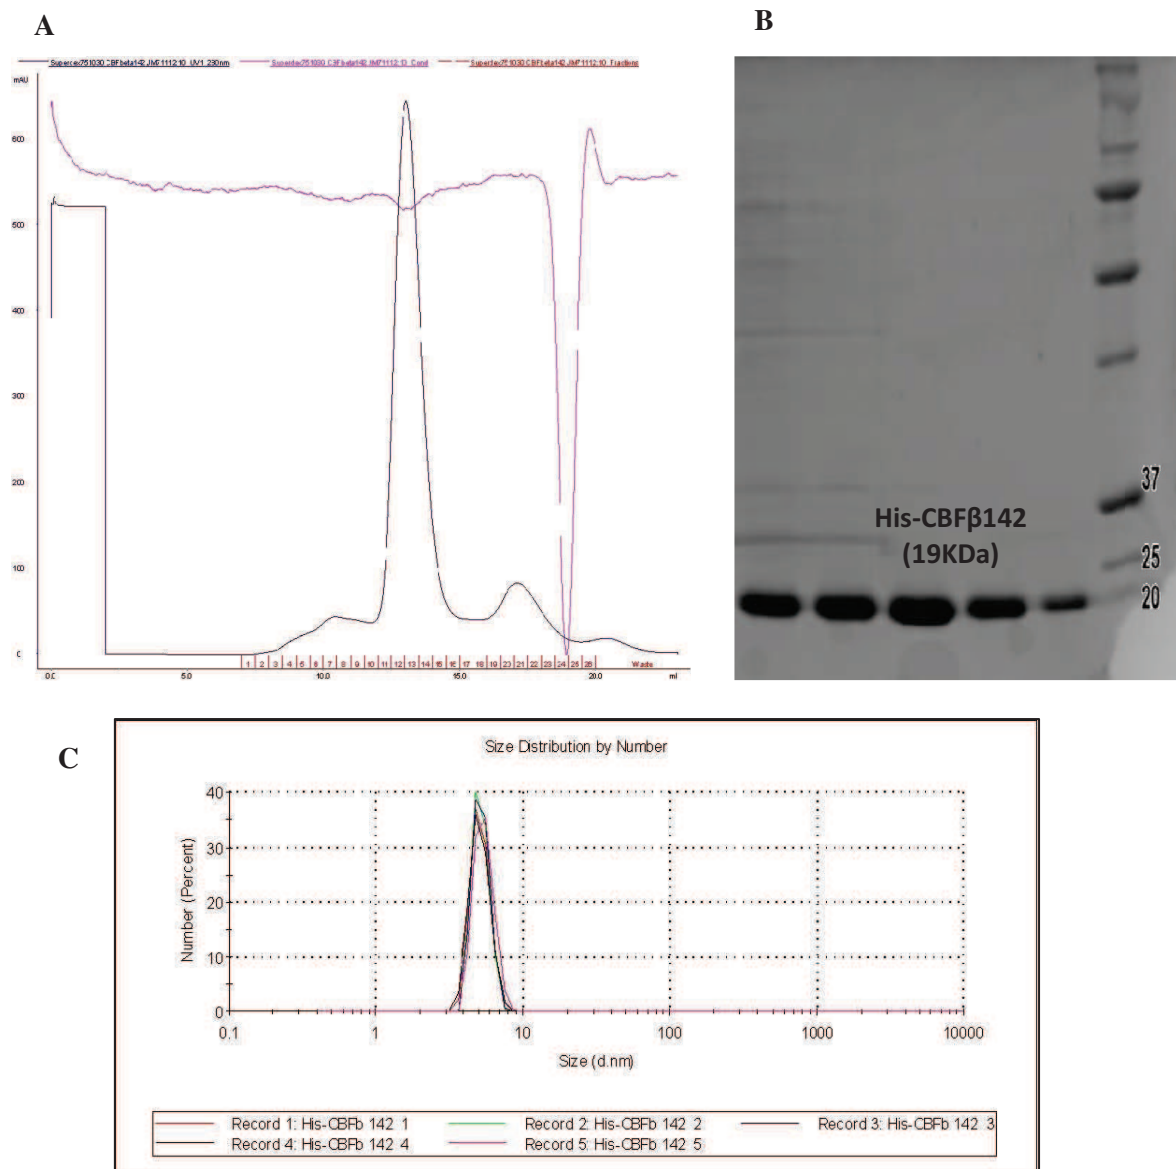 A
B
mAU
600
500
400
300
200
100
0
1 2 3 4 5 6 7 8 9 10 11 12 13 14 15 16 17 18 19 20 21 22 23 24 25 26
5.0 10.0 15.0 20.0 ml
37
His-CBFβ142
(19KDa)
25
20
C
Size Distribution by Number
Number (Percent)
40
30
20
10
0
0.1 1 10 100 1000 10000
Size (d.nm)
Record 1: His-CBFb 142 1 Record 2: His-CBFb 142 2 Record 3: His-CBFb 142 3
Record 4: His-CBFb 142 4 Record 5: His-CBFb 142 5